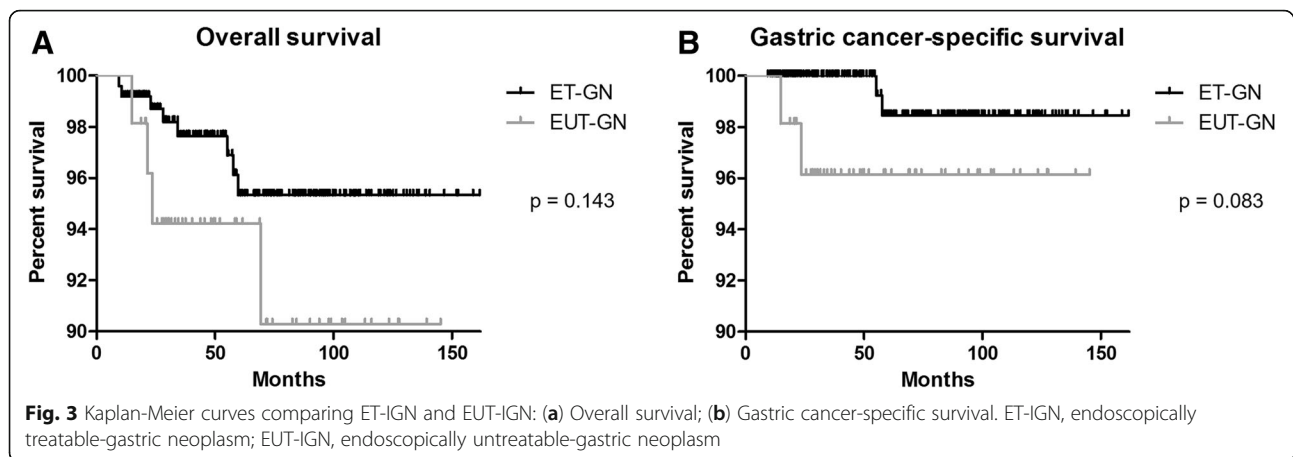 A
Overall survival
100
98
96
94
92
90
Percent survival
0
50
100
150
Months
ET-GN
EUT-GN
p = 0.143
B
Gastric cancer-specific survival
100
98
96
94
92
90
Percent survival
0
50
100
150
Months
ET-GN
EUT-GN
p = 0.083
Fig. 3 Kaplan-Meier curves comparing ET-IGN and EUT-IGN: (a) Overall survival; (b) Gastric cancer-specific survival. ET-IGN, endoscopically
treatable-gastric neoplasm; EUT-IGN, endoscopically untreatable-gastric neoplasm